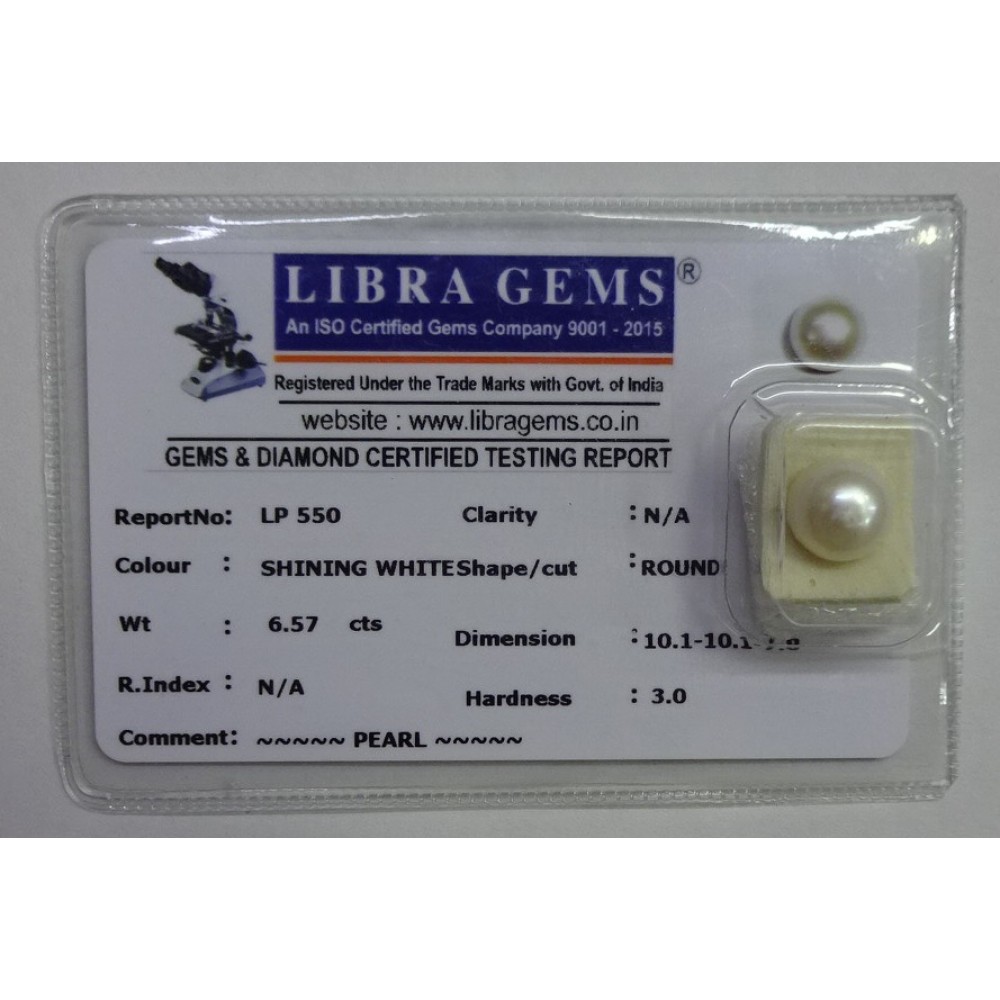 LIBRA GEMS ®
An ISO Certified Gems Company 9001 - 2015
Registered Under the Trade Marks with Govt. of India
website : www.libragems.co.in
GEMS & DIAMOND CERTIFIED TESTING REPORT
ReportNo: LP 550 Clarity : N/A
Colour : SHINING WHITE Shape/cut : ROUND
Wt : 6.57 cts Dimension : 10.1-10.1-
R.Index : N/A Hardness : 3.0
Comment: ~~~~~ PEARL ~~~~~